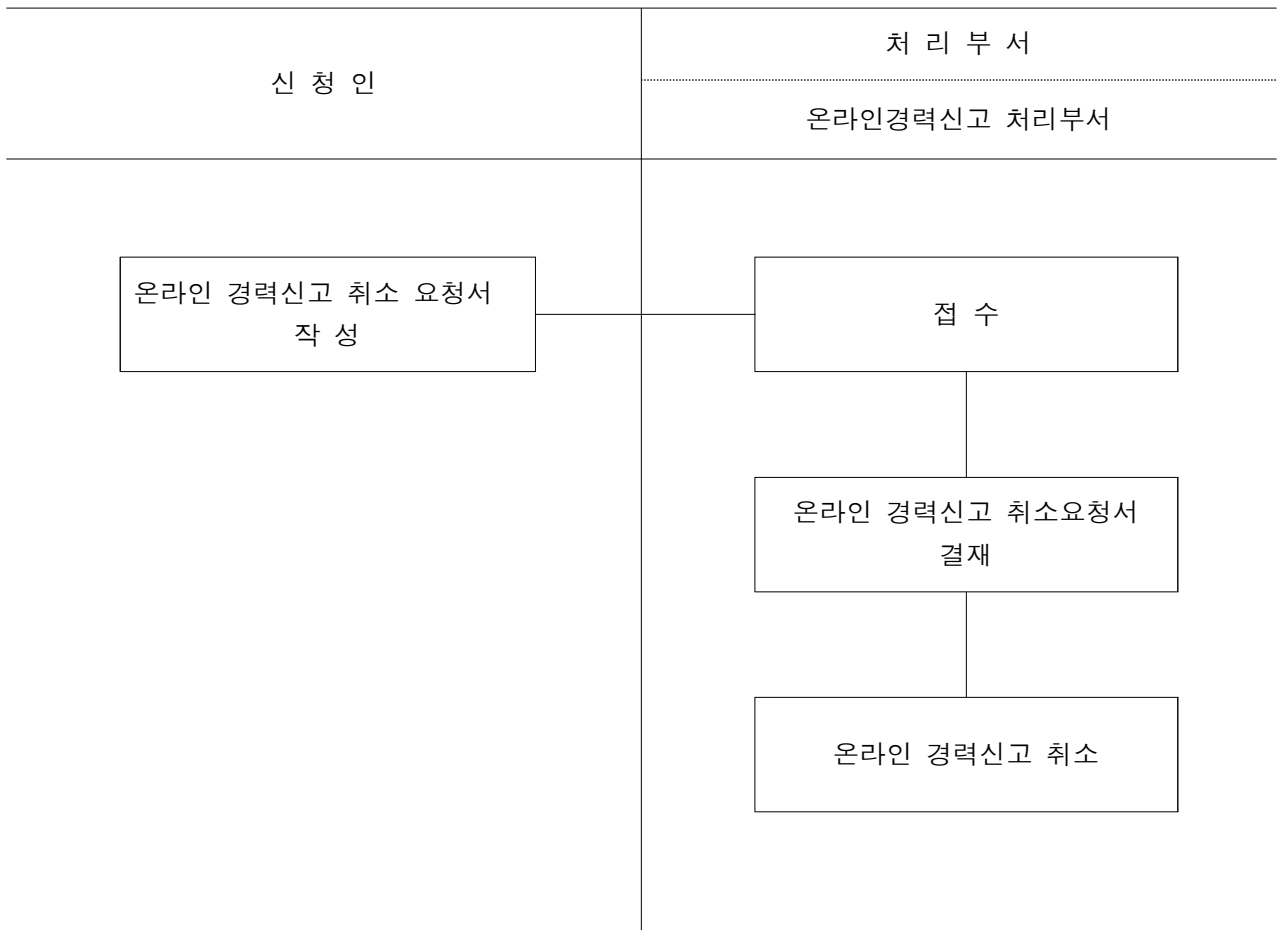 신 청 인
처 리 부 서
온라인경력신고 처리부서
온라인 경력신고 취소 요청서
작 성
접 수
온라인 경력신고 취소요청서
결재
온라인 경력신고 취소